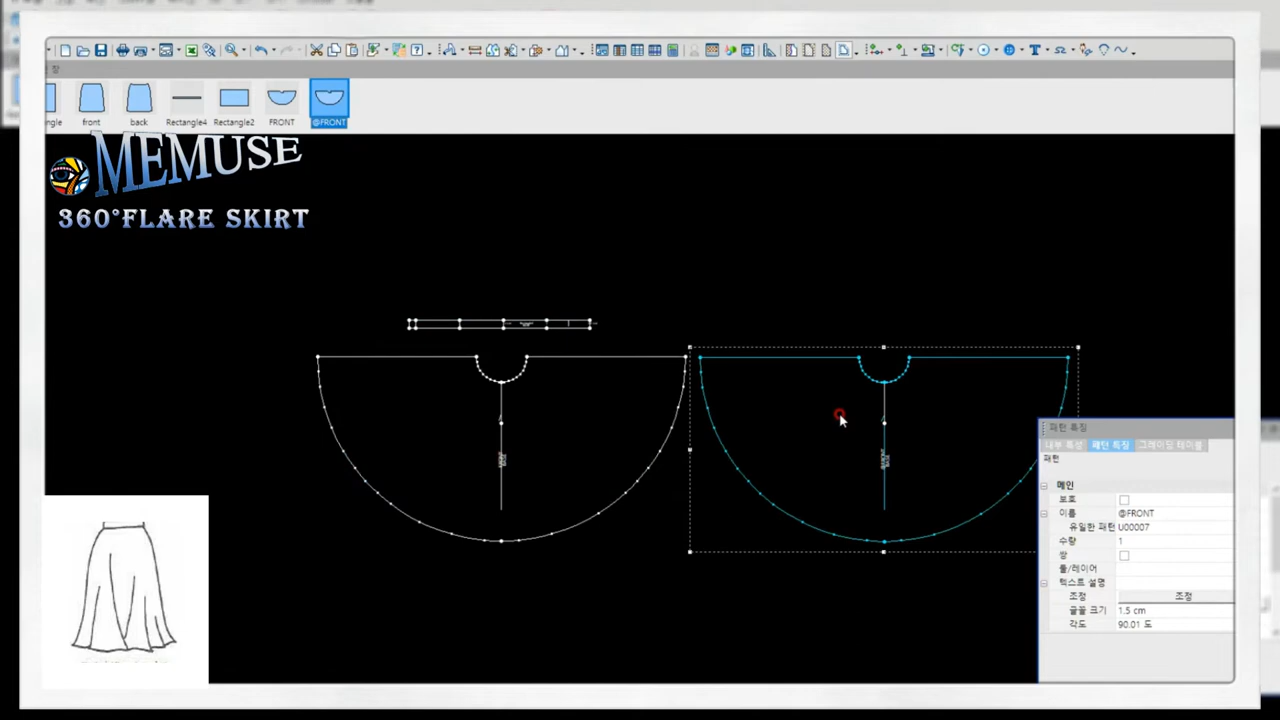 front
back
Rectangle4
Rectangle2
FRONT
@FRONT
MEMUSE
360°FLARE SKIRT
패턴 특징
내부 특성 패턴 특징 그레이딩 테이블
패턴
메인
보호
이름 @FRONT
유일한 패턴 U00007
수량 1
쌍
룰/레이어
텍스트 설명
조정 조정
글꼴 크기 1.5 cm
각도 90.01 도